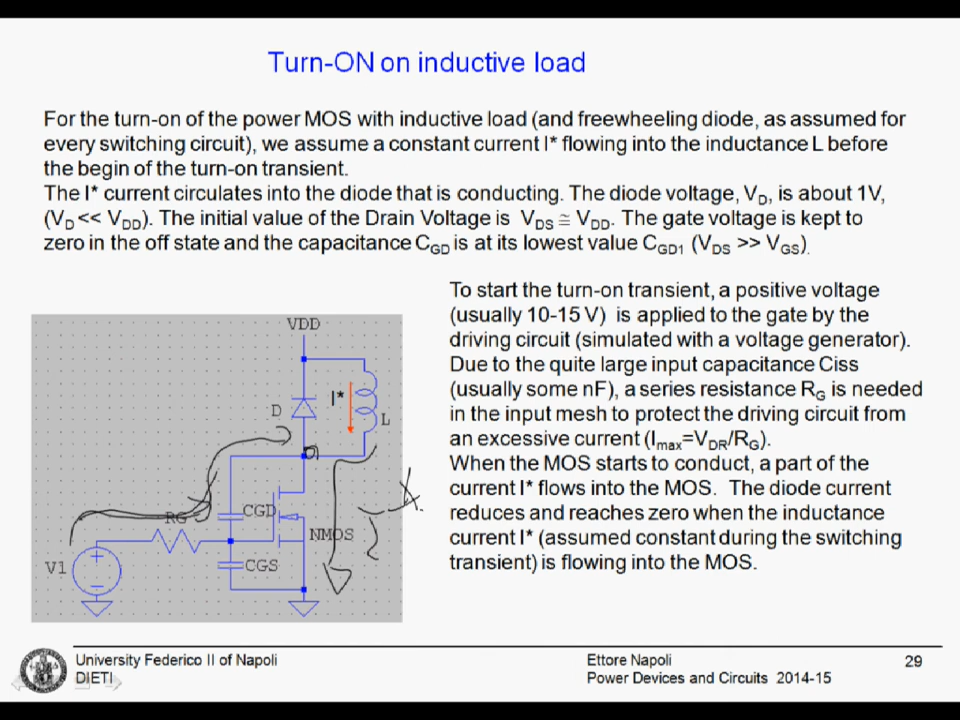 Turn-ON on inductive load
For the turn-on of the power MOS with inductive load (and freewheeling diode, as assumed for
every switching circuit), we assume a constant current I* flowing into the inductance L before
the begin of the turn-on transient.
The I* current circulates into the diode that is conducting. The diode voltage, VD, is about 1V,
(VD << VDD). The initial value of the Drain Voltage is VDS ≅ VDD. The gate voltage is kept to
zero in the off state and the capacitance CGD is at its lowest value CGD1 (VDS >> VGS).
To start the turn-on transient, a positive voltage
(usually 10-15 V) is applied to the gate by the
driving circuit (simulated with a voltage generator).
Due to the quite large input capacitance Ciss
(usually some nF), a series resistance RG is needed
in the input mesh to protect the driving circuit from
an excessive current (Imax=VDR/RG).
When the MOS starts to conduct, a part of the
current I* flows into the MOS. The diode current
reduces and reaches zero when the inductance
current I* (assumed constant during the switching
transient) is flowing into the MOS.
VDD
I*
D
L
CGD
RG
NMOS
V1
CGS
University Federico II of Napoli
DIETI
Ettore Napoli
Power Devices and Circuits 2014-15
29